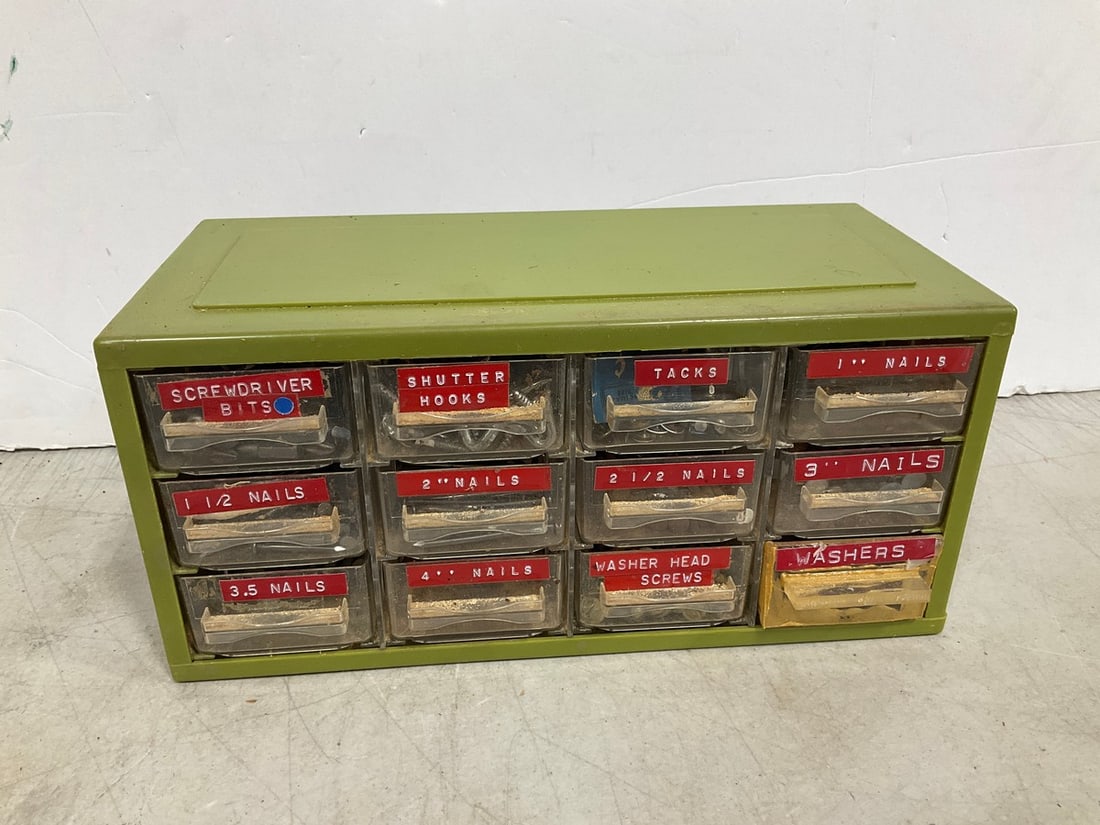 SCREWDRIVER
BITS
SHUTTER
HOOKS
TACKS
1" NAILS
1 1/2 NAILS
2" NAILS
2 1/2 NAILS
3" NAILS
3.5 NAILS
4" NAILS
WASHER HEAD
SCREWS
WASHERS